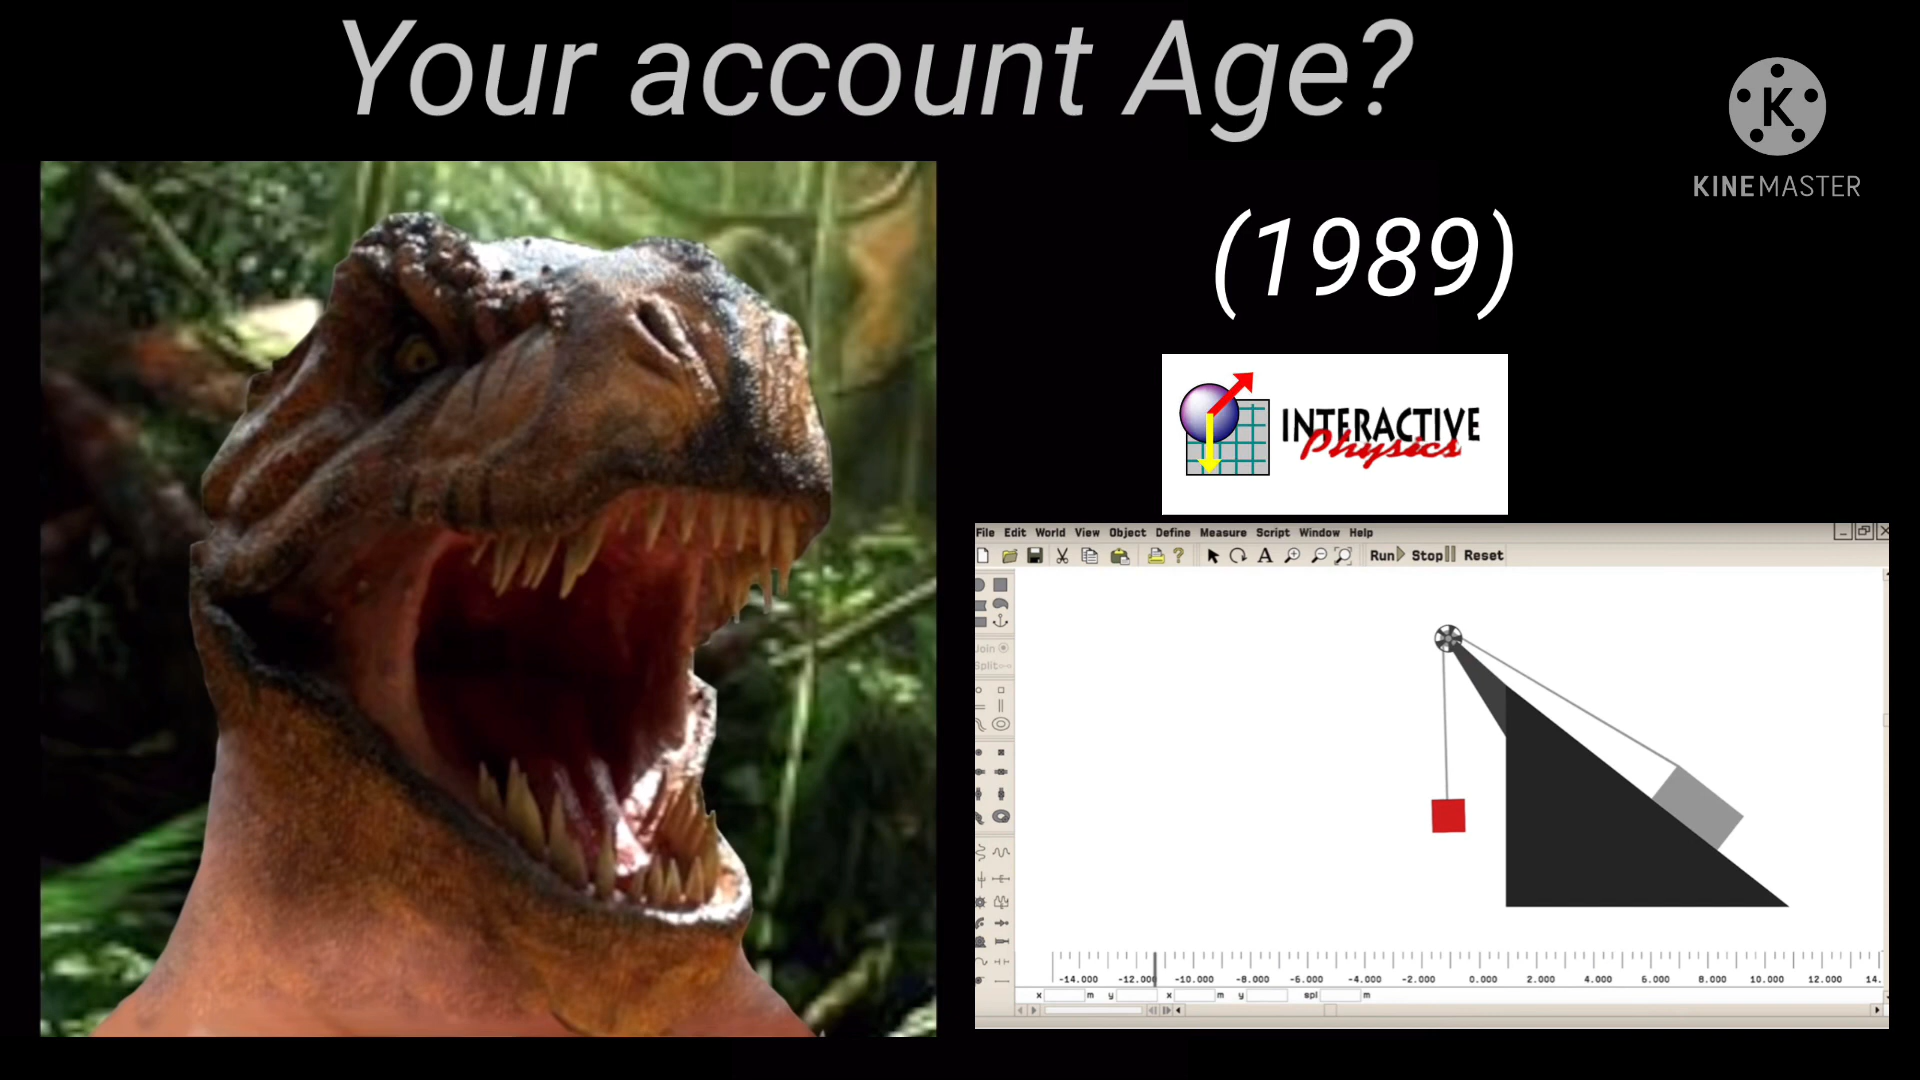 Your account Age?
KINEMASTER
(1989)
INTERACTIVE
Physics
File Edit World View Object Define Measure Script Window Help
Run Stop Reset
Join
Split
-14.000 -12.000 -10.000 -8.000 -6.000 -4.000 -2.000 0.000 2.000 4.000 6.000 8.000 10.000 12.000 14.
x m y x m y spl m